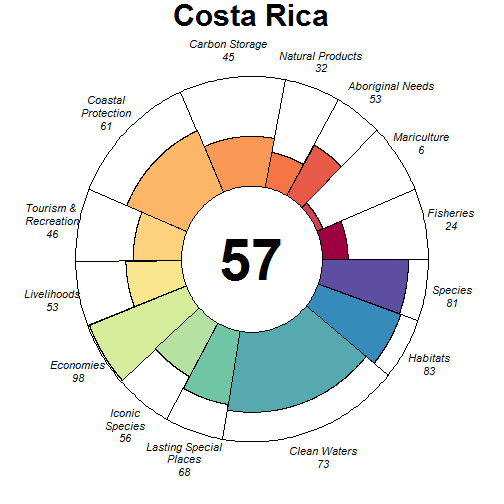 Costa Rica
Carbon Storage
45
Natural Products
32
Aboriginal Needs
53
Mariculture
6
Fisheries
24
Species
81
Habitats
83
Clean Waters
73
Lasting Special
Places
68
Iconic
Species
56
Economies
98
Livelihoods
53
Tourism &
Recreation
46
Coastal
Protection
61
57